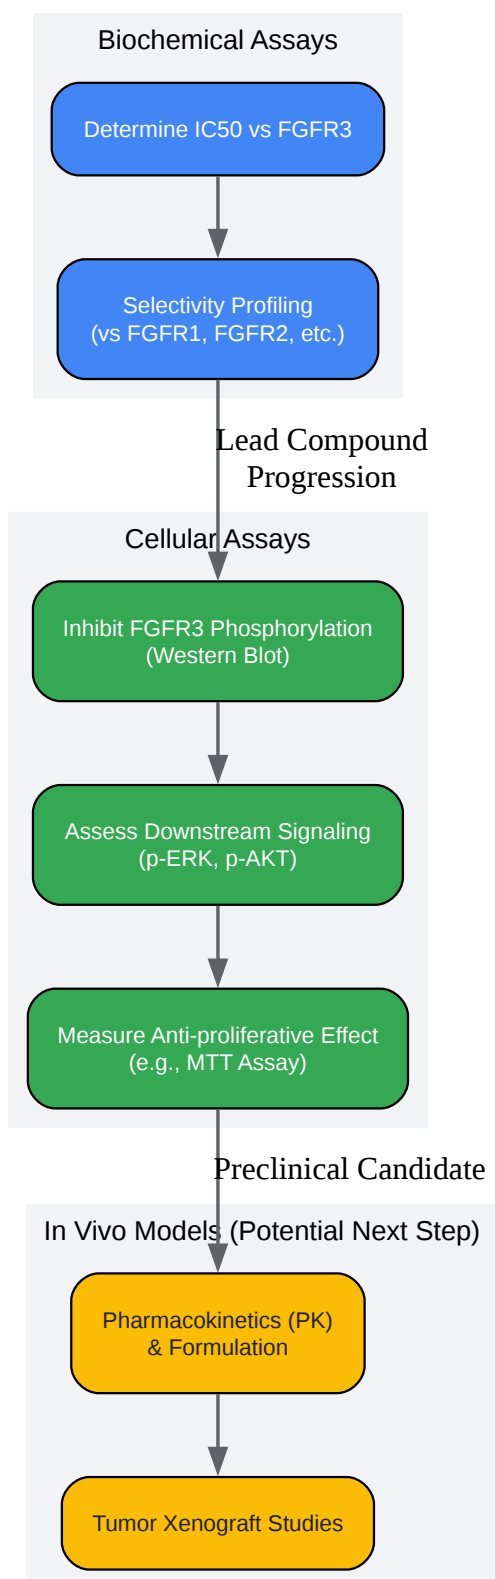 Biochemical Assays
Determine IC50 vs FGFR3
Selectivity Profiling
(vs FGFR1, FGFR2, etc.)
Lead Compound
Progression
Cellular Assays
Inhibit FGFR3 Phosphorylation
(Western Blot)
Assess Downstream Signaling
(p-ERK, p-AKT)
Measure Anti-proliferative Effect
(e.g., MTT Assay)
Preclinical Candidate
In Vivo Models (Potential Next Step)
Pharmacokinetics (PK)
& Formulation
Tumor Xenograft Studies